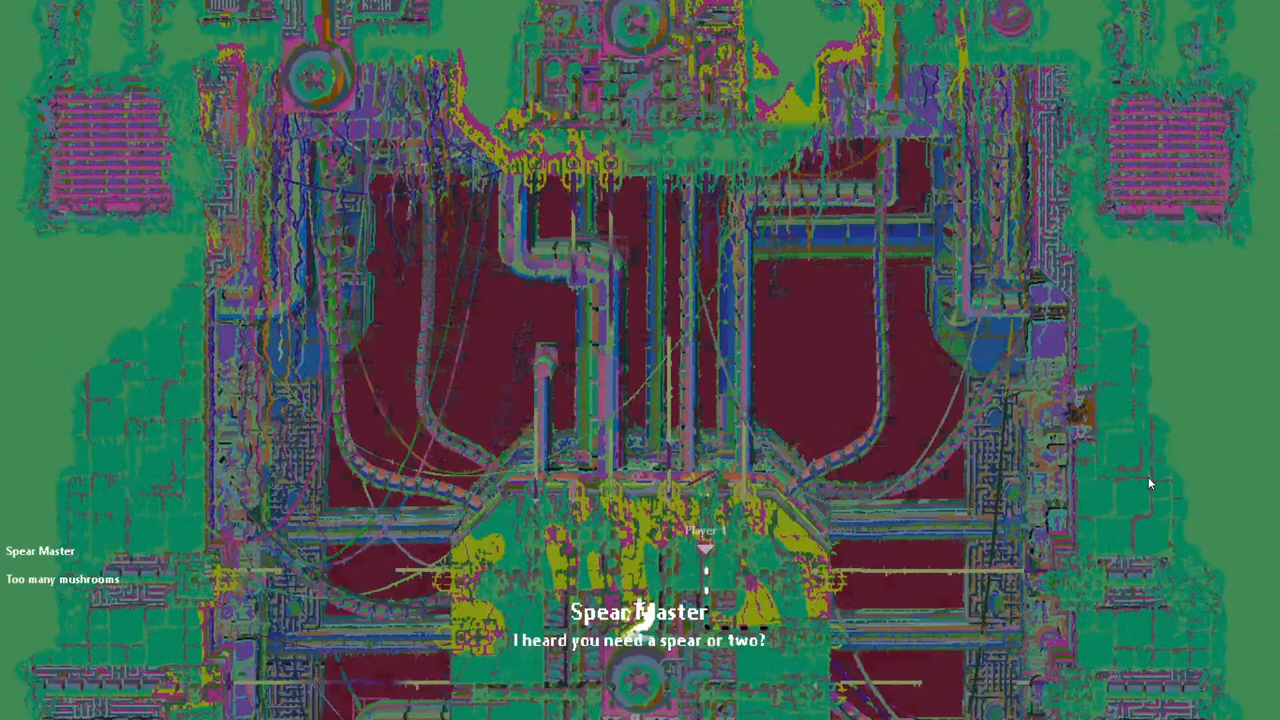 Player 1
Spear Master
Too many mushrooms
Spear Master
I heard you need a spear or two?